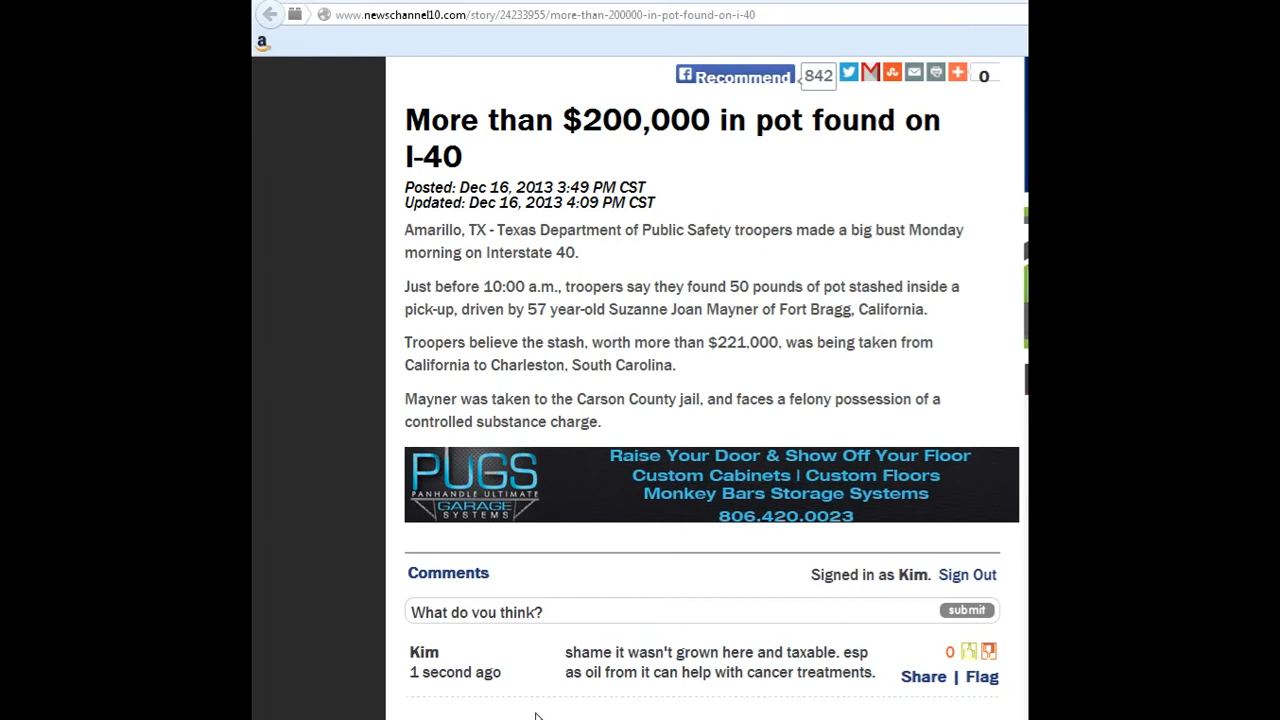 www.newschannel10.com/story/24233955/more-than-200000-in-pot-found-on-i-40
a
Recommend 842 0
More than $200,000 in pot found on
I-40
Posted: Dec 16, 2013 3:49 PM CST
Updated: Dec 16, 2013 4:09 PM CST
Amarillo, TX - Texas Department of Public Safety troopers made a big bust Monday
morning on Interstate 40.
Just before 10:00 a.m., troopers say they found 50 pounds of pot stashed inside a
pick-up, driven by 57 year-old Suzanne Joan Mayner of Fort Bragg, California.
Troopers believe the stash, worth more than $221,000, was being taken from
California to Charleston, South Carolina.
Mayner was taken to the Carson County jail, and faces a felony possession of a
controlled substance charge.
PUGS
PANHANDLE ULTIMATE
GARAGE
SYSTEMS
Raise Your Door & Show Off Your Floor
Custom Cabinets | Custom Floors
Monkey Bars Storage Systems
806.420.0023
Comments Signed in as Kim. Sign Out
What do you think? submit
Kim shame it wasn't grown here and taxable. esp 0
1 second ago as oil from it can help with cancer treatments. Share | Flag